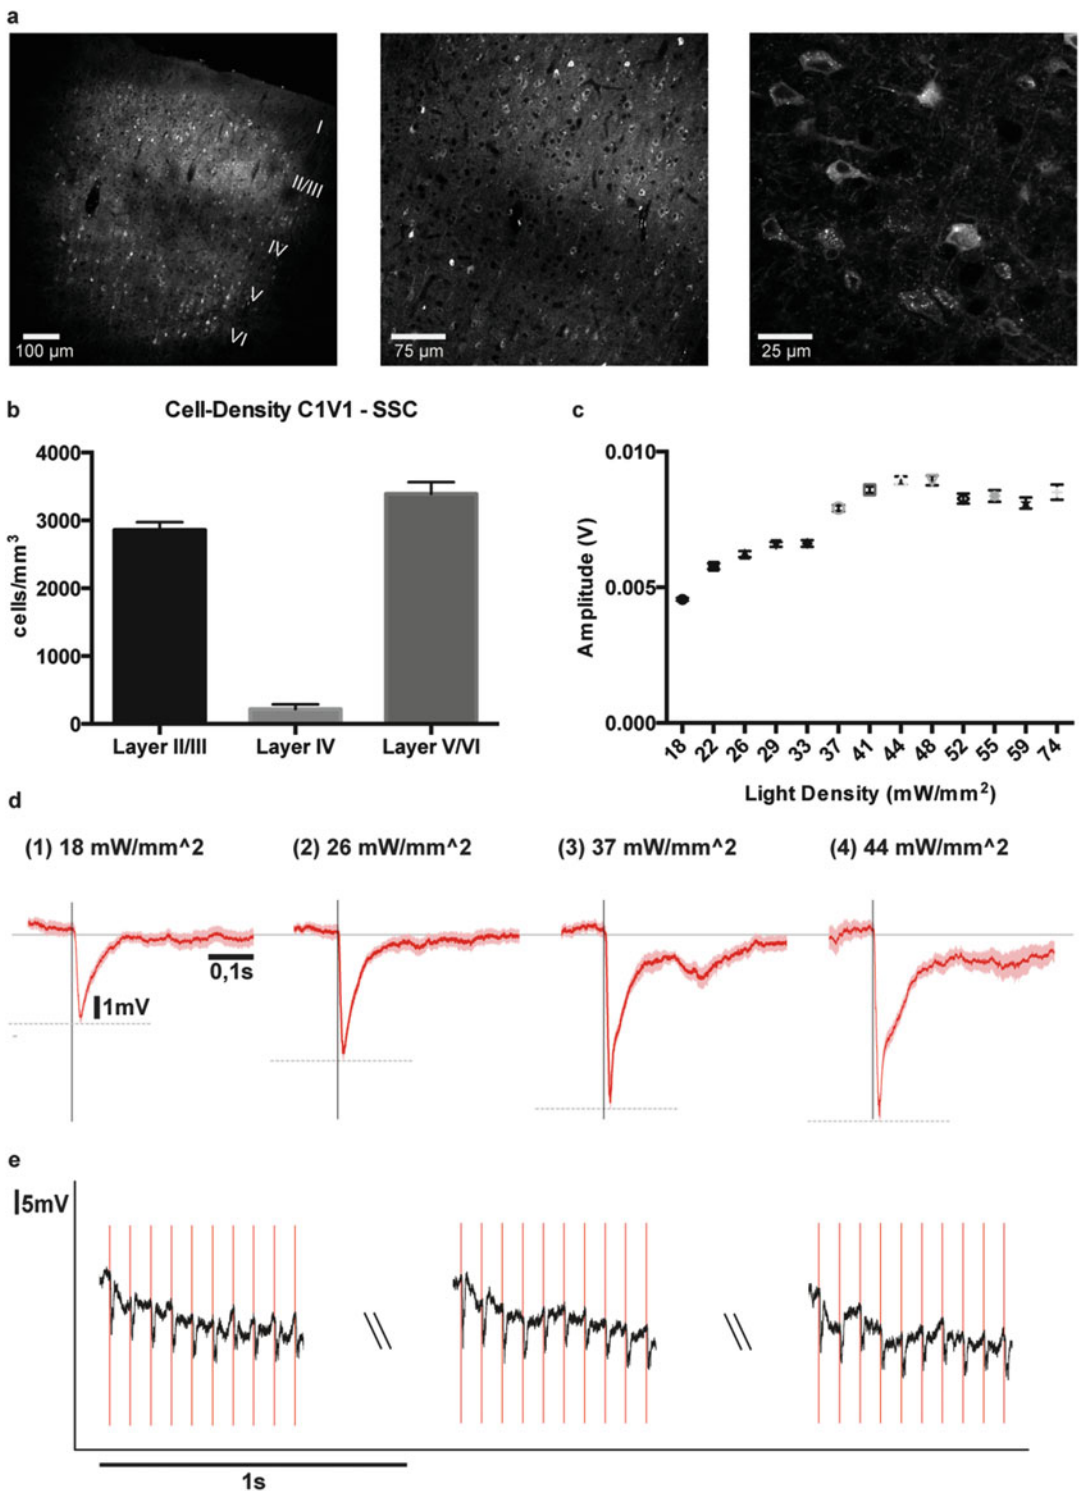 a
I
II/III
IV
V
VI
100 µm
75 µm
25 µm
b
Cell-Density C1V1 - SSC
cells/mm³
4000
3000
2000
1000
0
Layer II/III
Layer IV
Layer V/VI
c
Amplitude (V)
0.010
0.005
0.000
18
22
26
29
33
37
41
44
48
52
55
59
74
Light Density (mW/mm²)
d
(1) 18 mW/mm^2
(2) 26 mW/mm^2
(3) 37 mW/mm^2
(4) 44 mW/mm^2
0,1s
1mV
e
5mV
1s